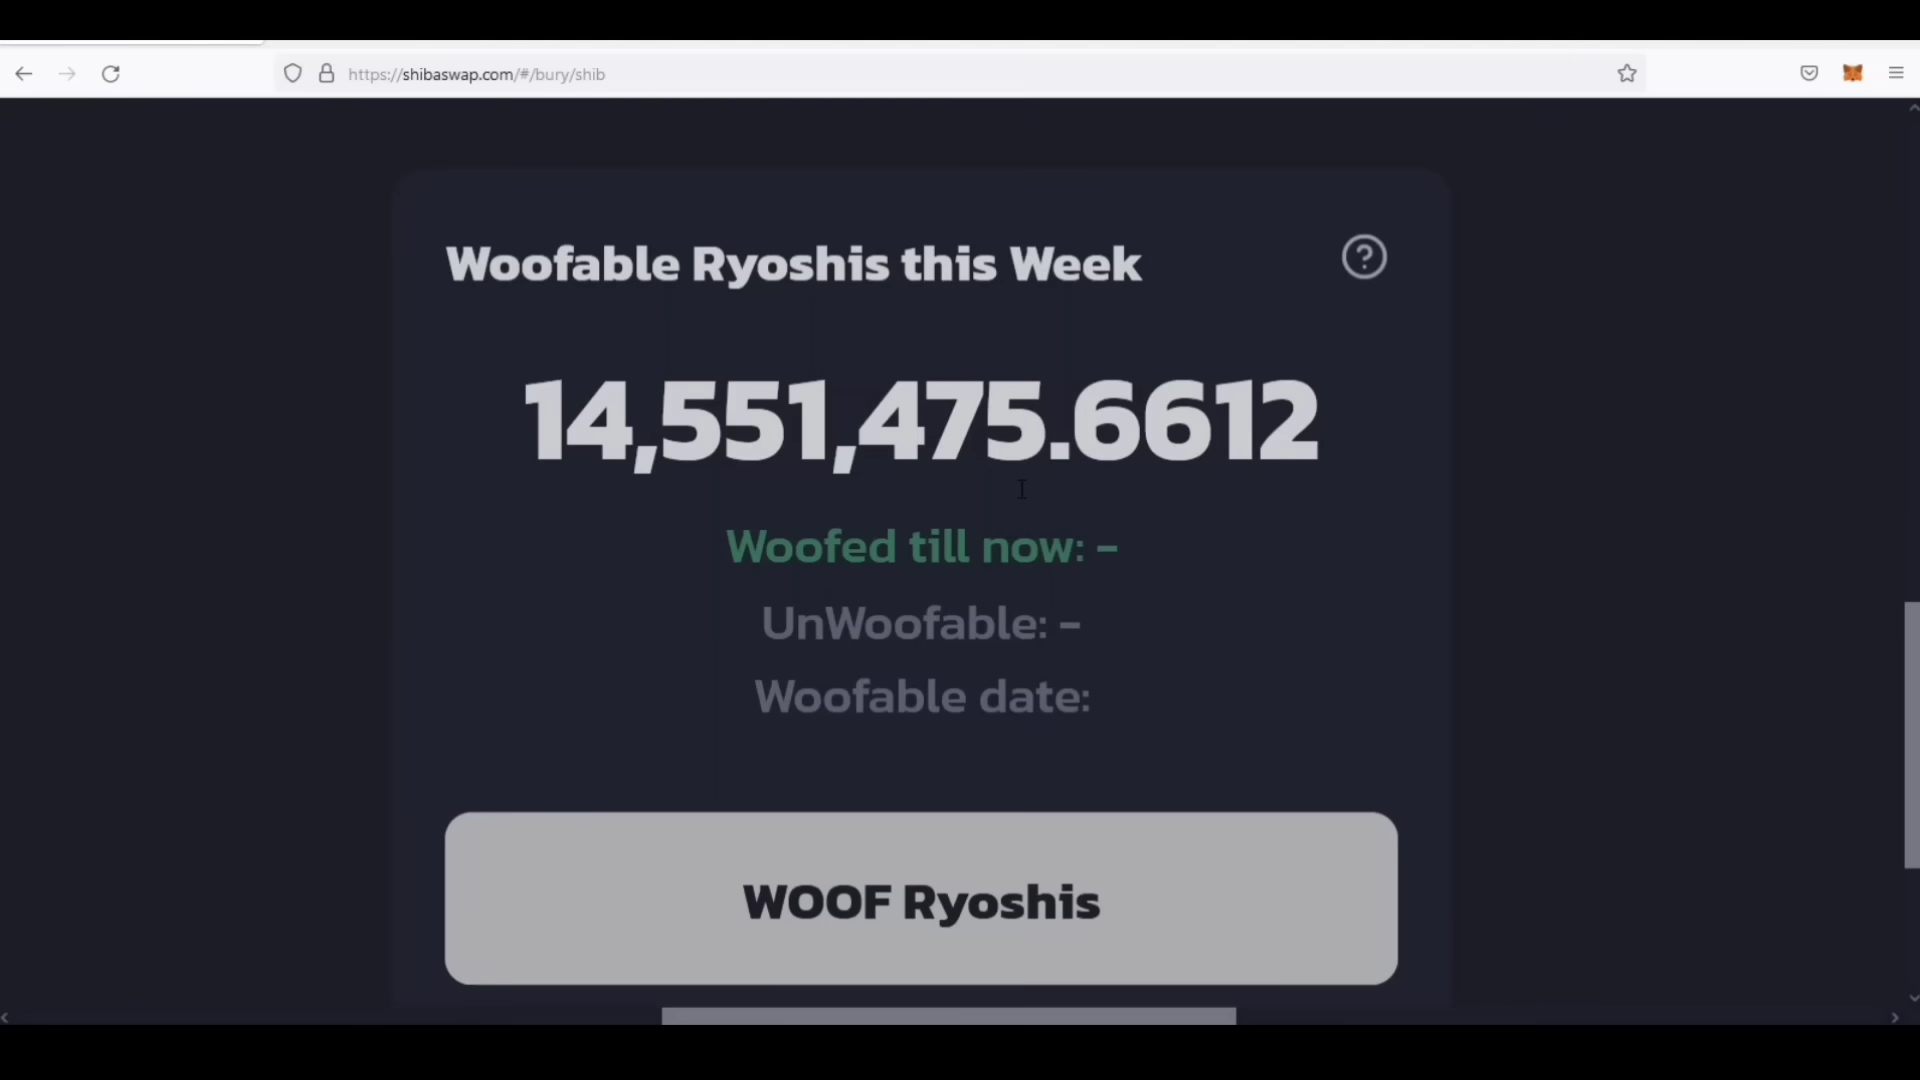 https://shibaswap.com/#/bury/shib
Woofable Ryoshis this Week
?
14,551,475.6612
Woofed till now: -
UnWoofable: -
Woofable date:
WOOF Ryoshis